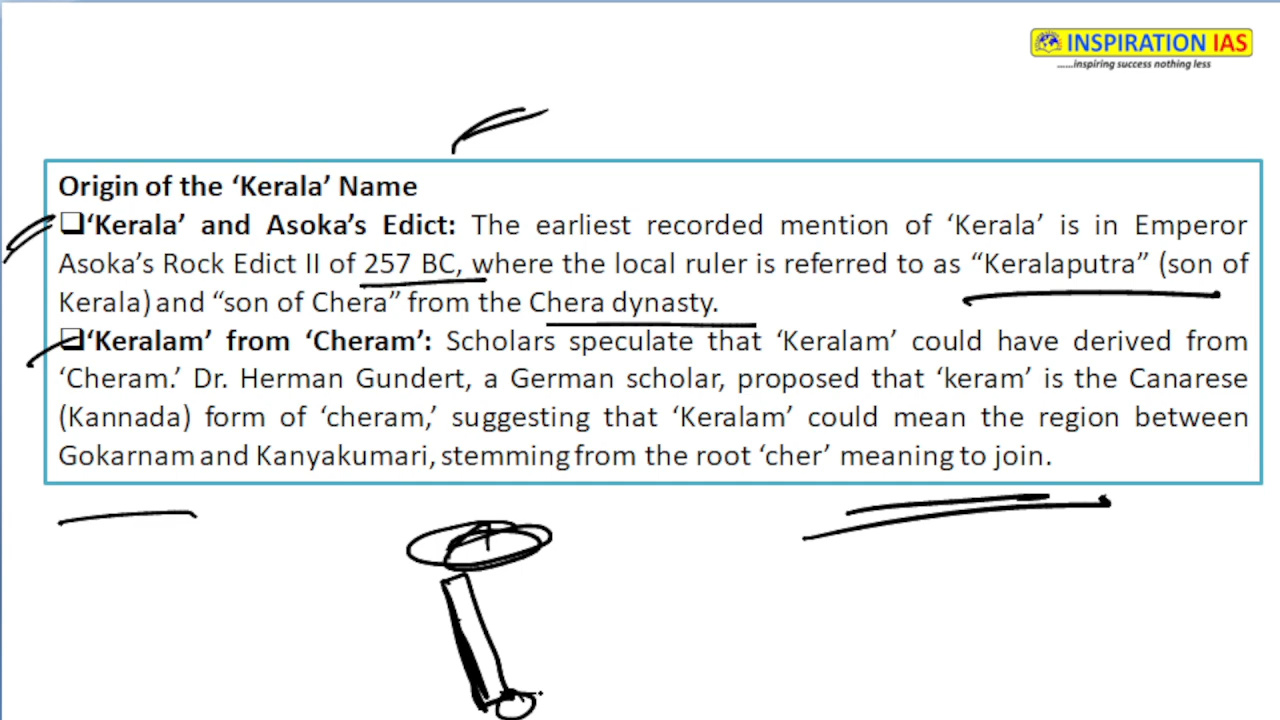 INSPIRATION IAS
......inspiring success nothing less
Origin of the ‘Kerala’ Name
❑‘Kerala’ and Asoka’s Edict: The earliest recorded mention of ‘Kerala’ is in Emperor
Asoka’s Rock Edict II of 257 BC, where the local ruler is referred to as “Keralaputra” (son of
Kerala) and “son of Chera” from the Chera dynasty.
❑‘Keralam’ from ‘Cheram’: Scholars speculate that ‘Keralam’ could have derived from
‘Cheram.’ Dr. Herman Gundert, a German scholar, proposed that ‘keram’ is the Canarese
(Kannada) form of ‘cheram,’ suggesting that ‘Keralam’ could mean the region between
Gokarnam and Kanyakumari, stemming from the root ‘cher’ meaning to join.